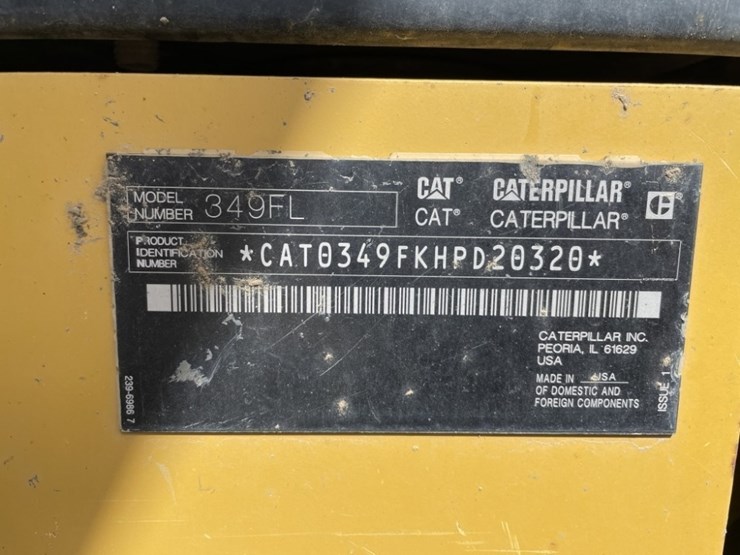 MODEL NUMBER 349FL
CAT® CATERPILLAR®
CAT® CATERPILLAR®
PRODUCT IDENTIFICATION NUMBER *CAT0349FKHPD20320*
CATERPILLAR INC.
PEORIA, IL 61629
USA
MADE IN USA
OF DOMESTIC AND
FOREIGN COMPONENTS
ISSUE 1
239-6986 7